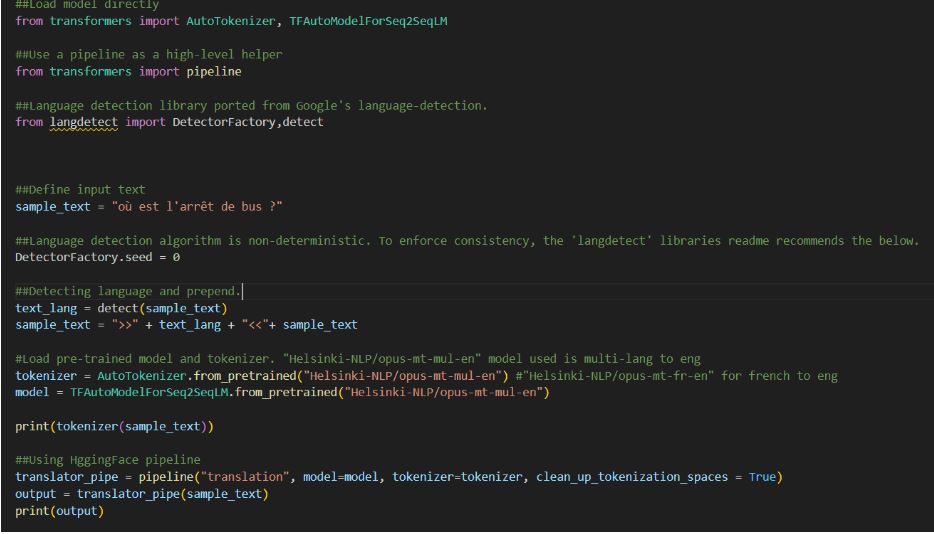 ##Load model directly
from transformers import AutoTokenizer, TFAutoModelForSeq2SeqLM
##Use a pipeline as a high-level helper
from transformers import pipeline
##Language detection library ported from Google's language-detection.
from langdetect import DetectorFactory,detect
##Define input text
sample_text = "où est l'arrêt de bus ?"
##Language detection algorithm is non-deterministic. To enforce consistency, the 'langdetect' libraries readme recommends the below.
DetectorFactory.seed = 0
##Detecting language and prepend.
text_lang = detect(sample_text)
sample_text = ">>" + text_lang + "<<"+ sample_text
#Load pre-trained model and tokenizer. "Helsinki-NLP/opus-mt-mul-en" model used is multi-lang to eng
tokenizer = AutoTokenizer.from_pretrained("Helsinki-NLP/opus-mt-mul-en") #"Helsinki-NLP/opus-mt-fr-en" for french to eng
model = TFAutoModelForSeq2SeqLM.from_pretrained("Helsinki-NLP/opus-mt-mul-en")
print(tokenizer(sample_text))
##Using HggingFace pipeline
translator_pipe = pipeline("translation", model=model, tokenizer=tokenizer, clean_up_tokenization_spaces = True)
output = translator_pipe(sample_text)
print(output)